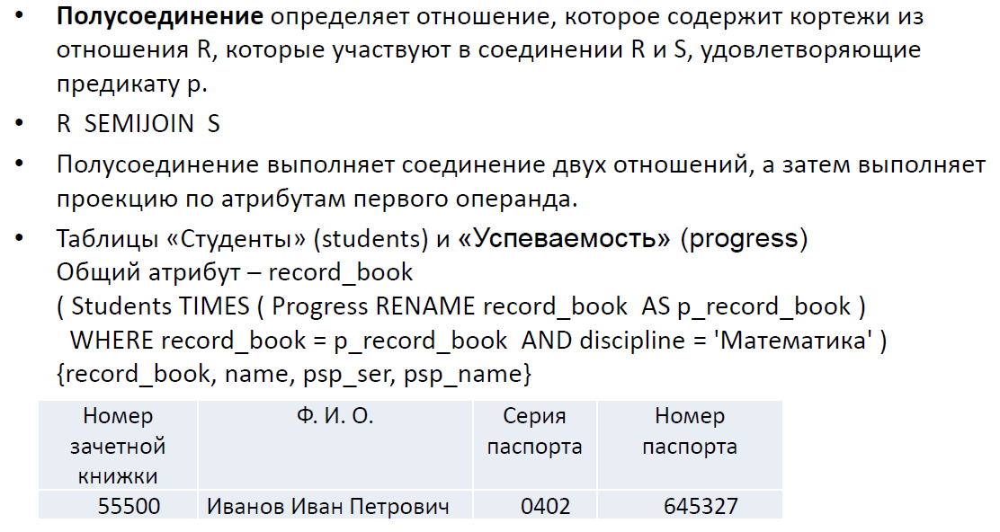 • Полусоединение определяет отношение, которое содержит кортежи из
отношения R, которые участвуют в соединении R и S, удовлетворяющие
предикату p.
• R SEMIJOIN S
• Полусоединение выполняет соединение двух отношений, а затем выполняет
проекцию по атрибутам первого операнда.
• Таблицы «Студенты» (students) и «Успеваемость» (progress)
Общий атрибут – record_book
( Students TIMES ( Progress RENAME record_book AS p_record_book )
WHERE record_book = p_record_book AND discipline = 'Математика' )
{record_book, name, psp_ser, psp_name}
Номер зачетной книжки Ф. И. О. Серия паспорта Номер паспорта
55500 Иванов Иван Петрович 0402 645327